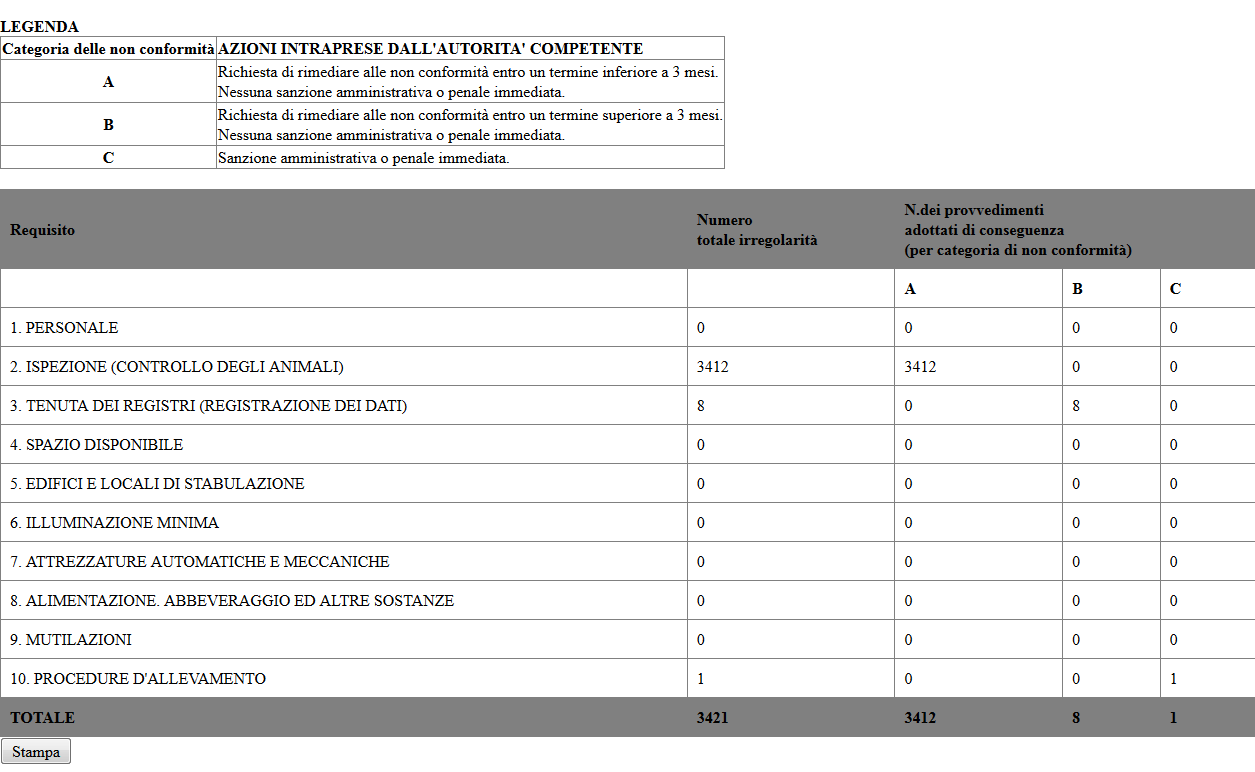 LEGENDA
Categoria delle non conformità AZIONI INTRAPRESE DALL'AUTORITA' COMPETENTE
A
Richiesta di rimediare alle non conformità entro un termine inferiore a 3 mesi.
Nessuna sanzione amministrativa o penale immediata.
B
Richiesta di rimediare alle non conformità entro un termine superiore a 3 mesi.
Nessuna sanzione amministrativa o penale immediata.
C Sanzione amministrativa o penale immediata.
Requisito
Numero
totale irregolarità
N.dei provvedimenti
adottati di conseguenza
(per categoria di non conformità)
A B C
1. PERSONALE 0 0 0 0
2. ISPEZIONE (CONTROLLO DEGLI ANIMALI) 3412 3412 0 0
3. TENUTA DEI REGISTRI (REGISTRAZIONE DEI DATI) 8 0 8 0
4. SPAZIO DISPONIBILE 0 0 0 0
5. EDIFICI E LOCALI DI STABULAZIONE 0 0 0 0
6. ILLUMINAZIONE MINIMA 0 0 0 0
7. ATTREZZATURE AUTOMATICHE E MECCANICHE 0 0 0 0
8. ALIMENTAZIONE. ABBEVERAGGIO ED ALTRE SOSTANZE 0 0 0 0
9. MUTILAZIONI 0 0 0 0
10. PROCEDURE D'ALLEVAMENTO 1 0 0 1
TOTALE 3421 3412 8 1
Stampa